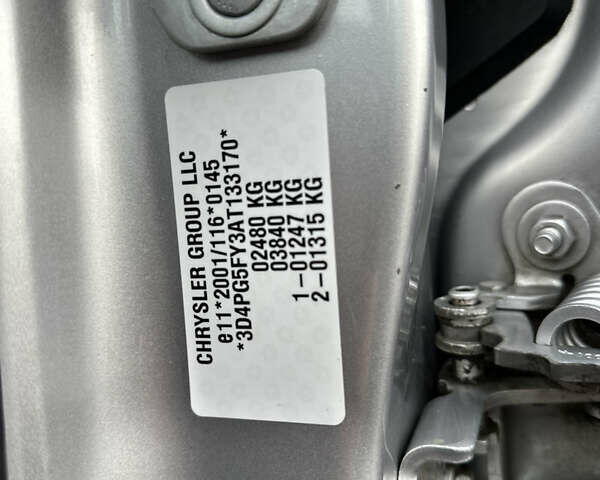 CHRYSLER GROUP LLC
e11*2001/116*0145
*3D4PG5FY3AT133170*
02480 KG
03840 KG
1-01247 KG
2-01315 KG